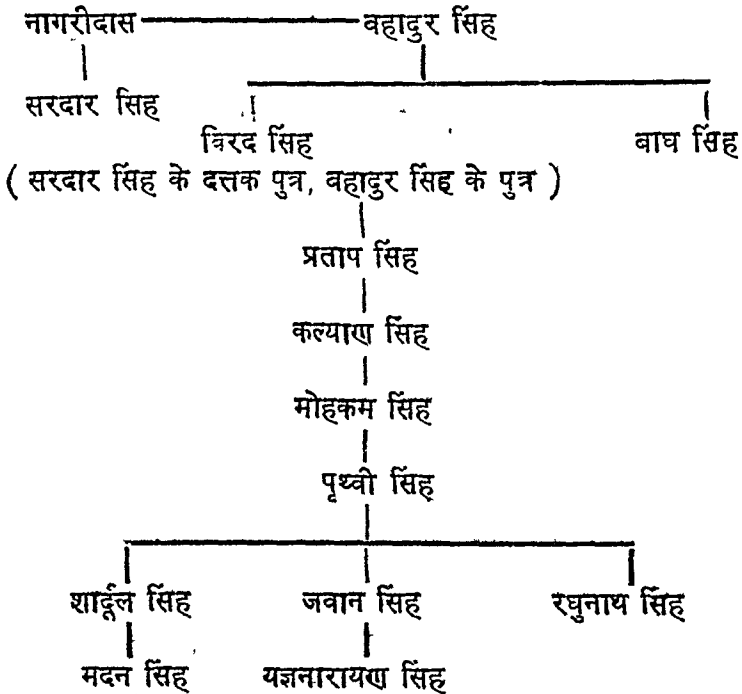 नागरीदास वहादुर सिंह
सरदार सिंह
विरद सिंह बाघ सिंह
( सरदार सिंह के दत्तक पुत्र, वहादुर सिंह के पुत्र )
प्रताप सिंह
कल्याण सिंह
मोहकम सिंह
पृथ्वी सिंह
शार्दूल सिंह जवान सिंह रघुनाथ सिंह
मदन सिंह यज्ञनारायण सिंह